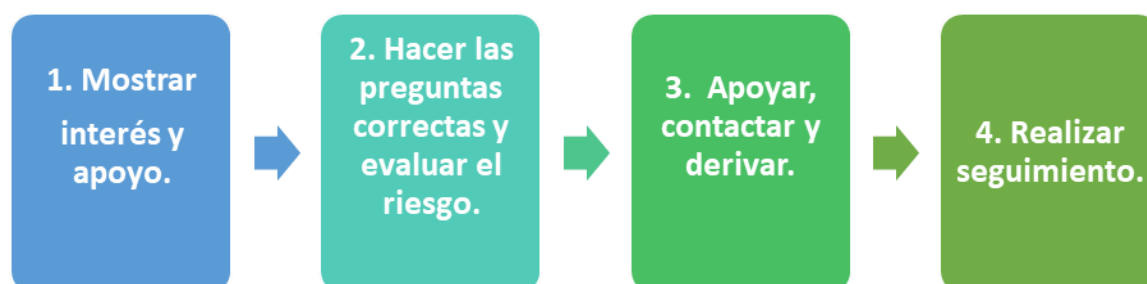 1. Mostrar
interés y
apoyo.
2. Hacer las
preguntas
correctas y
evaluar el
riesgo.
3. Apoyar,
contactar y
derivar.
4. Realizar
seguimiento.